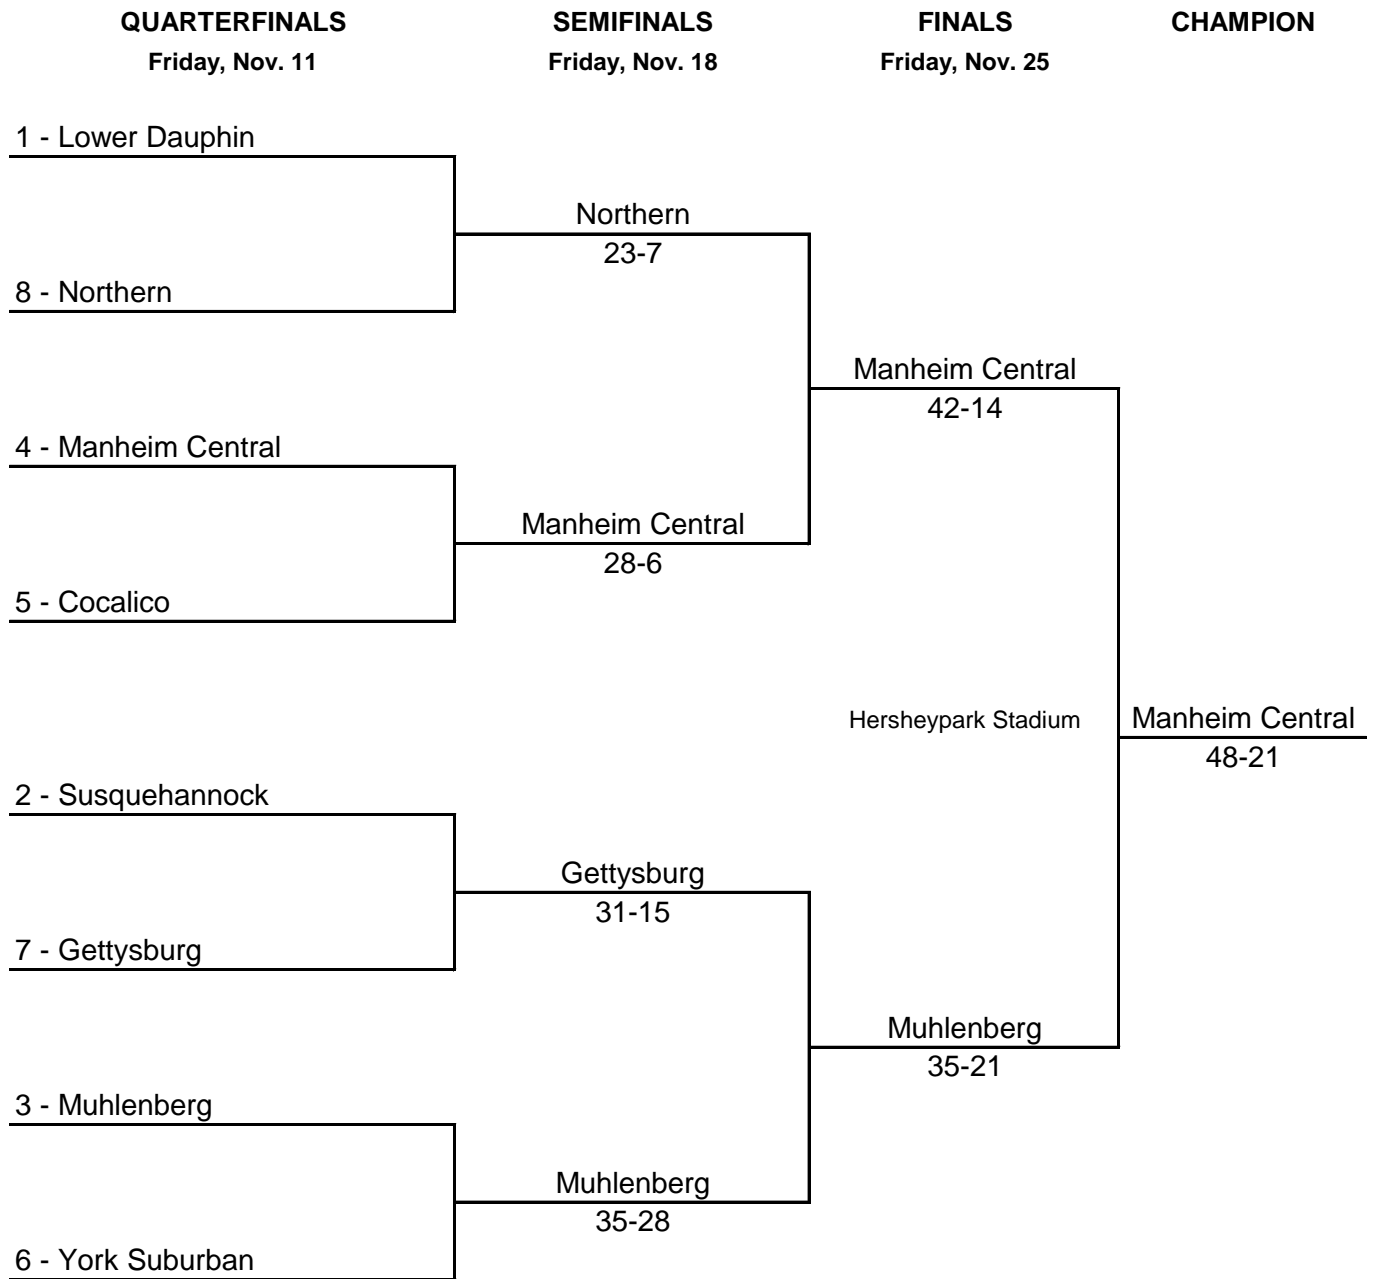 QUARTERFINALS SEMIFINALS FINALS CHAMPION
Friday, Nov. 11 Friday, Nov. 18 Friday, Nov. 25
1 - Lower Dauphin
Northern
23-7
8 - Northern
Manheim Central
42-14
4 - Manheim Central
Manheim Central
28-6
5 - Cocalico
Hersheypark Stadium Manheim Central
48-21
2 - Susquehannock
Gettysburg
31-15
7 - Gettysburg
Muhlenberg
35-21
3 - Muhlenberg
Muhlenberg
35-28
6 - York Suburban